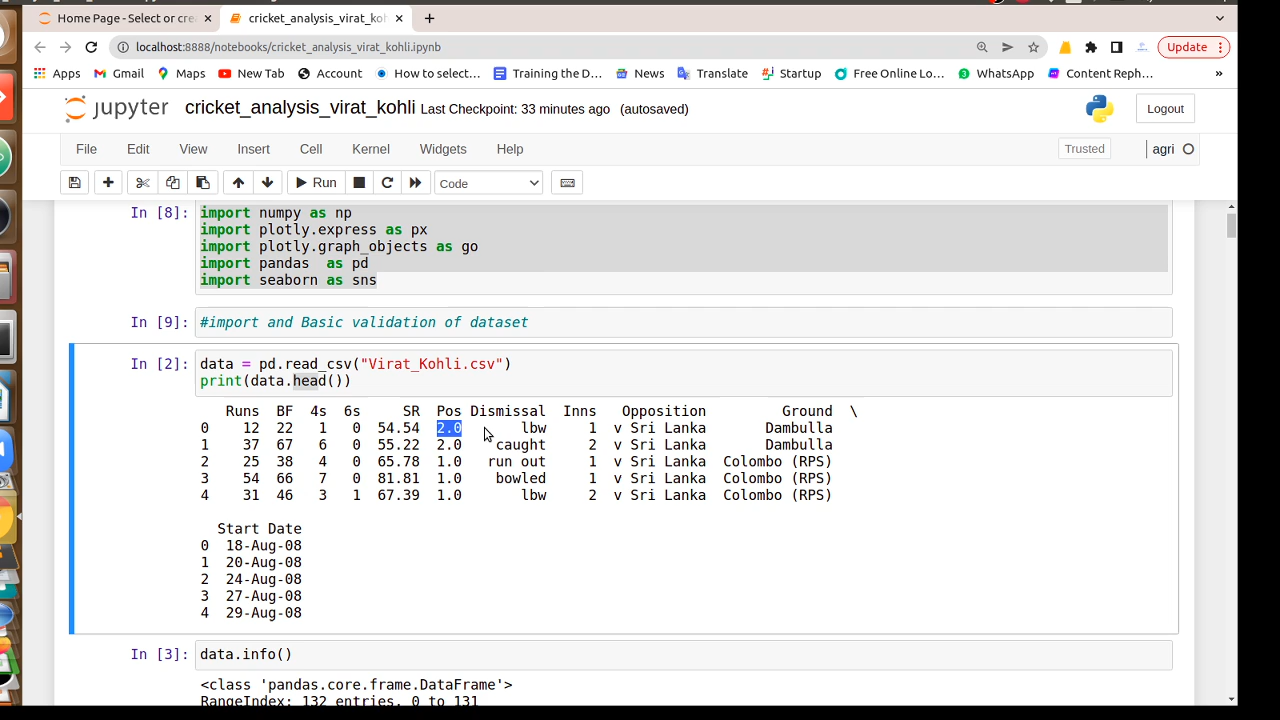 Home Page - Select or cre
cricket_analysis_virat_koh
localhost:8888/notebooks/cricket_analysis_virat_kohli.ipynb
Update
Apps Gmail Maps New Tab Account How to select... Training the D... News Translate Startup Free Online Lo... WhatsApp Content Reph... »
jupyter cricket_analysis_virat_kohli Last Checkpoint: 33 minutes ago (autosaved) Logout
File Edit View Insert Cell Kernel Widgets Help Trusted agri
Run Code
In [8]: import numpy as np
import plotly.express as px
import plotly.graph_objects as go
import pandas  as pd
import seaborn as sns
In [9]: #import and Basic validation of dataset
In [2]: data = pd.read_csv("Virat_Kohli.csv")
print(data.head())
Runs BF 4s 6s SR Pos Dismissal Inns Opposition Ground \
0 12 22 1 0 54.54 2.0 lbw 1 v Sri Lanka Dambulla
1 37 67 6 0 55.22 2.0 caught 2 v Sri Lanka Dambulla
2 25 38 4 0 65.78 1.0 run out 1 v Sri Lanka Colombo (RPS)
3 54 66 7 0 81.81 1.0 bowled 1 v Sri Lanka Colombo (RPS)
4 31 46 3 1 67.39 1.0 lbw 2 v Sri Lanka Colombo (RPS)
Start Date
0 18-Aug-08
1 20-Aug-08
2 24-Aug-08
3 27-Aug-08
4 29-Aug-08
In [3]: data.info()
<class 'pandas.core.frame.DataFrame'>
RangeIndex: 132 entries, 0 to 131